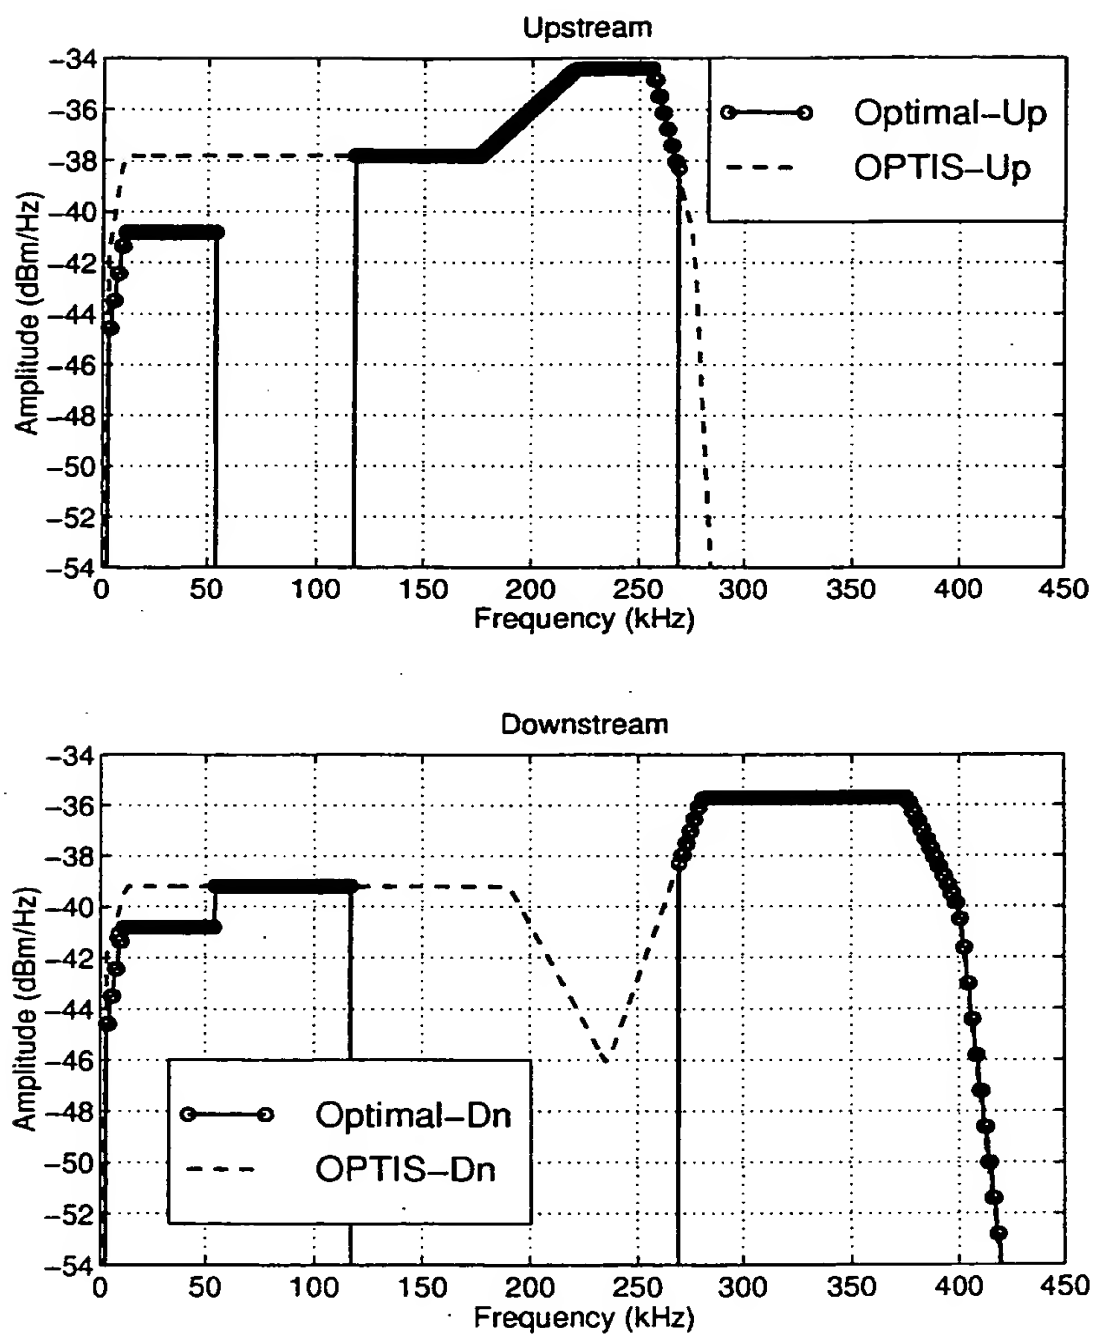 Upstream
−34
−36
−38
−40
−42
−44
−46
−48
−50
−52
−54
Amplitude (dBm/Hz)
Optimal−Up
OPTIS−Up
0 50 100 150 200 250 300 350 400 450
Frequency (kHz)
Downstream
−34
−36
−38
−40
−42
−44
−46
−48
−50
−52
−54
Amplitude (dBm/Hz)
Optimal−Dn
OPTIS−Dn
0 50 100 150 200 250 300 350 400 450
Frequency (kHz)